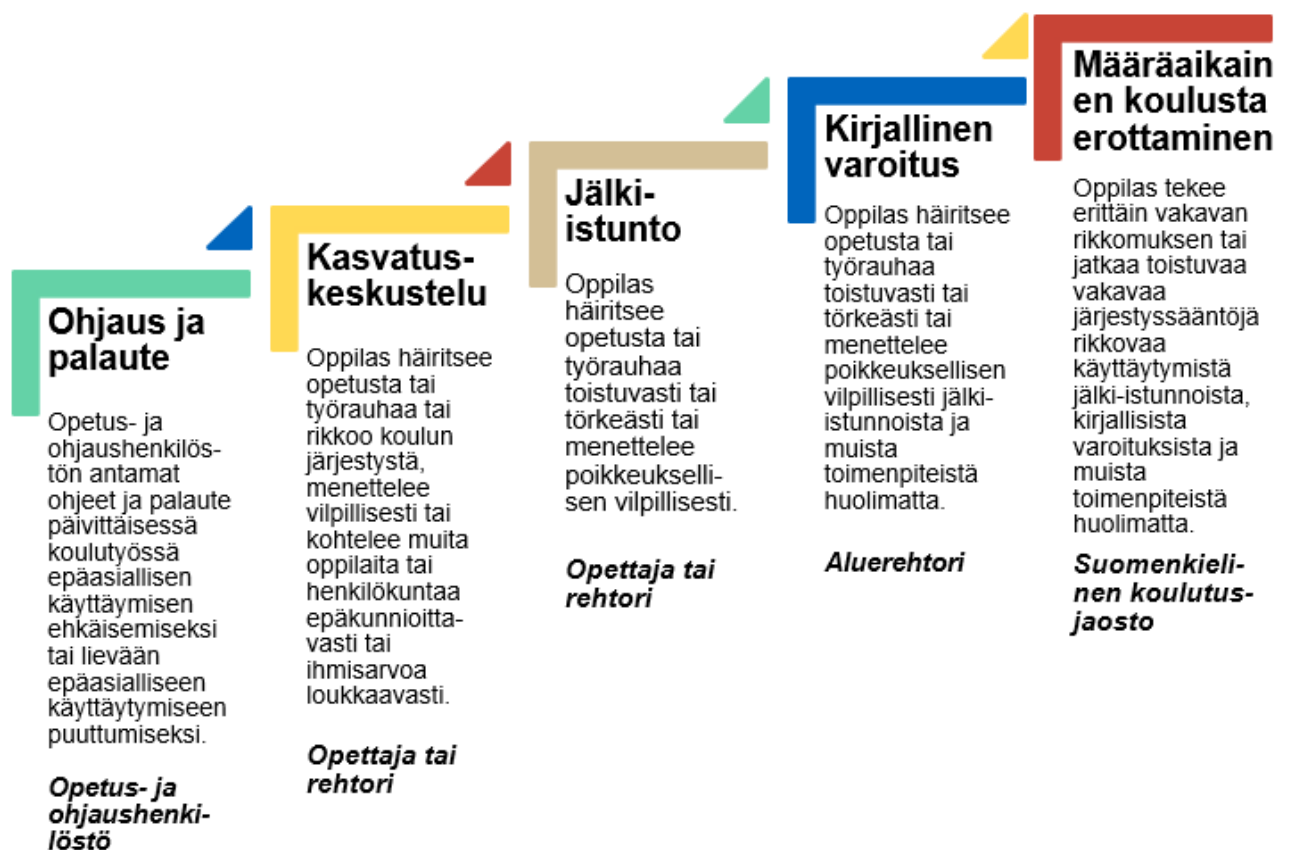 Ohjaus ja
palaute
Opetus- ja
ohjaushenkilös-
tön antamat
ohjeet ja palaute
päivittäisessä
koulutyössä
epäasiallisen
käyttäymisen
ehkäisemiseksi
tai lievään
epäasialliseen
käyttäytymiseen
puuttumiseksi.
Opetus- ja
ohjaushenki-
löstö
Kasvatus-
keskustelu
Oppilas häiritsee
opetusta tai
työrauhaa tai
rikkoo koulun
järjestystä,
menettelee
vilpillisesti tai
kohtelee muita
oppilaita tai
henkilökuntaa
epäkunnioitta-
vasti tai
ihmisarvoa
loukkaavasti.
Opettaja tai
rehtori
Jälki-
istunto
Oppilas
häiritsee
opetusta tai
työrauhaa
toistuvasti tai
törkeästi tai
menettelee
poikkeukselli-
sen vilpillisesti.
Opettaja tai
rehtori
Kirjallinen
varoitus
Oppilas häiritsee
opetusta tai
työrauhaa
toistuvasti tai
törkeästi tai
menettelee
poikkeuksellisen
vilpillisesti jälki-
istunnoista ja
muista
toimenpiteistä
huolimatta.
Aluerehtori
Määräaikain
en koulusta
erottaminen
Oppilas tekee
erittäin vakavan
rikkomuksen tai
jatkaa toistuvaa
vakavaa
järjestyssääntöjä
rikkovaa
käyttäytymistä
jälki-istunnoista,
kirjallisista
varoituksista ja
muista
toimenpiteistä
huolimatta.
Suomenkieli-
nen koulutus-
jaosto